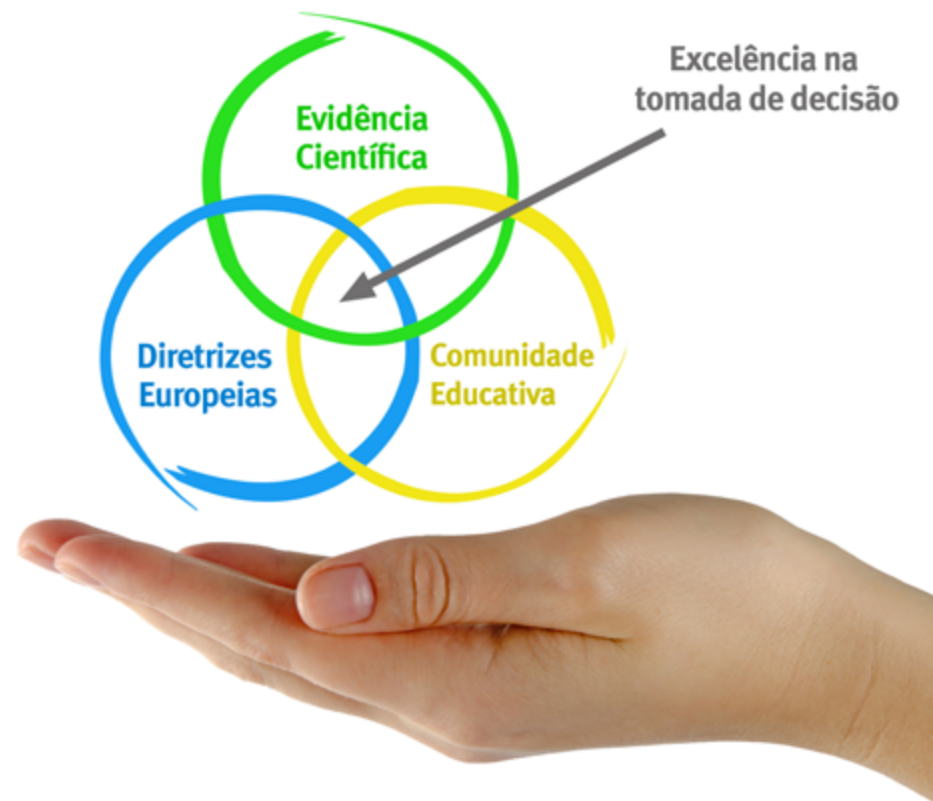 Excelência na
tomada de decisão
Evidência
Científica
Diretrizes
Europeias
Comunidade
Educativa